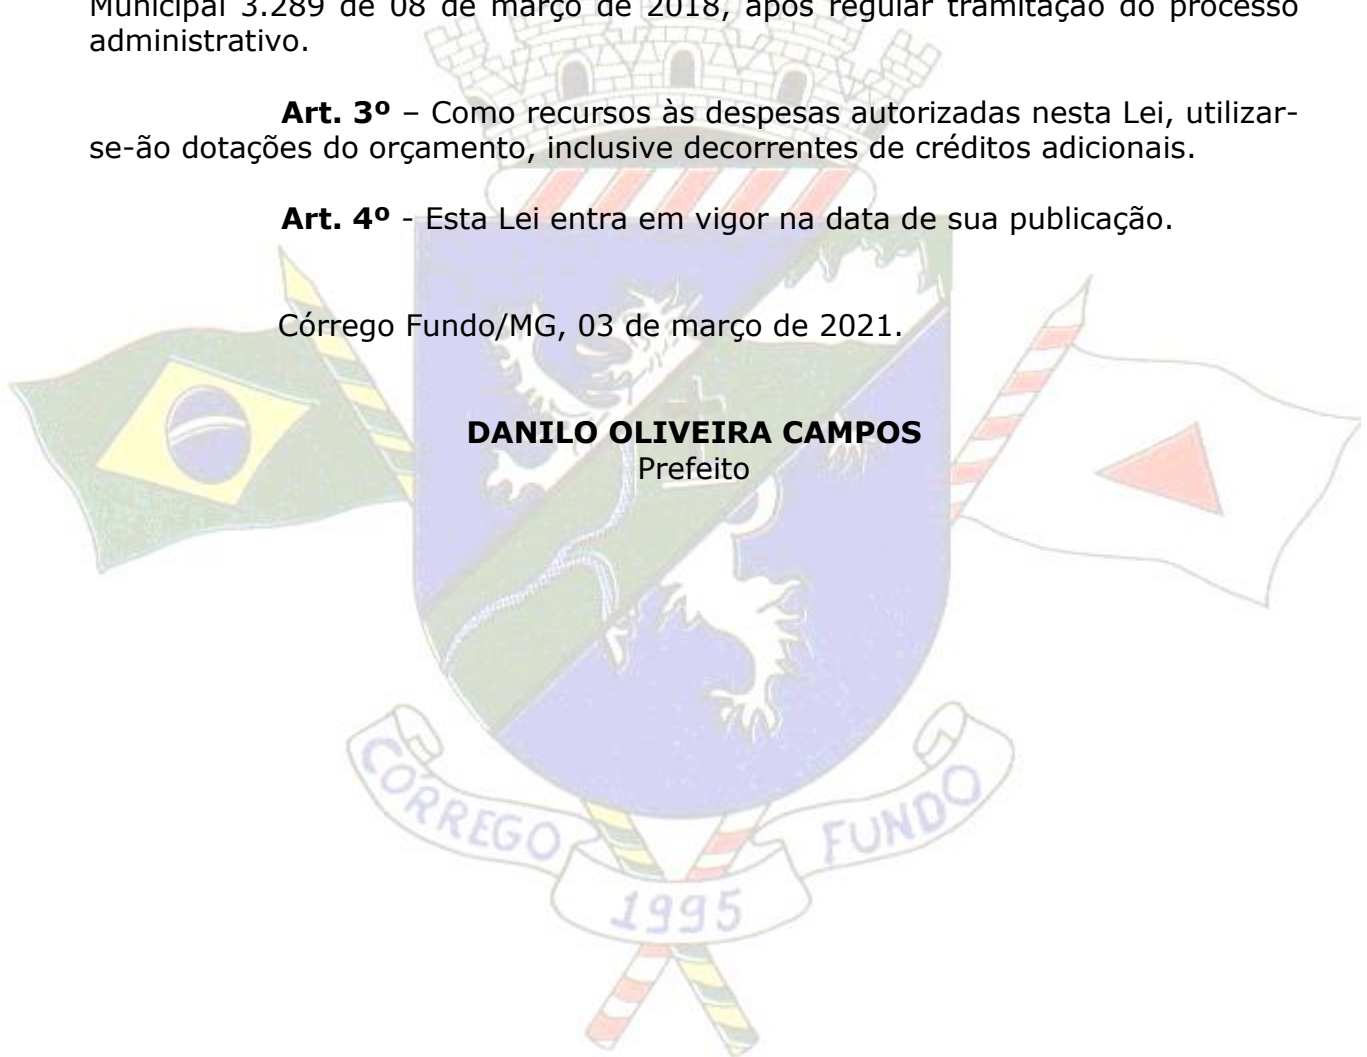 Municipal 3.289 de 08 de março de 2018, após regular tramitação do processo
administrativo.
Art. 3º – Como recursos às despesas autorizadas nesta Lei, utilizar-
se-ão dotações do orçamento, inclusive decorrentes de créditos adicionais.
Art. 4º - Esta Lei entra em vigor na data de sua publicação.
Córrego Fundo/MG, 03 de março de 2021.
DANILO OLIVEIRA CAMPOS
Prefeito
CÓRREGO
FUNDO
1995